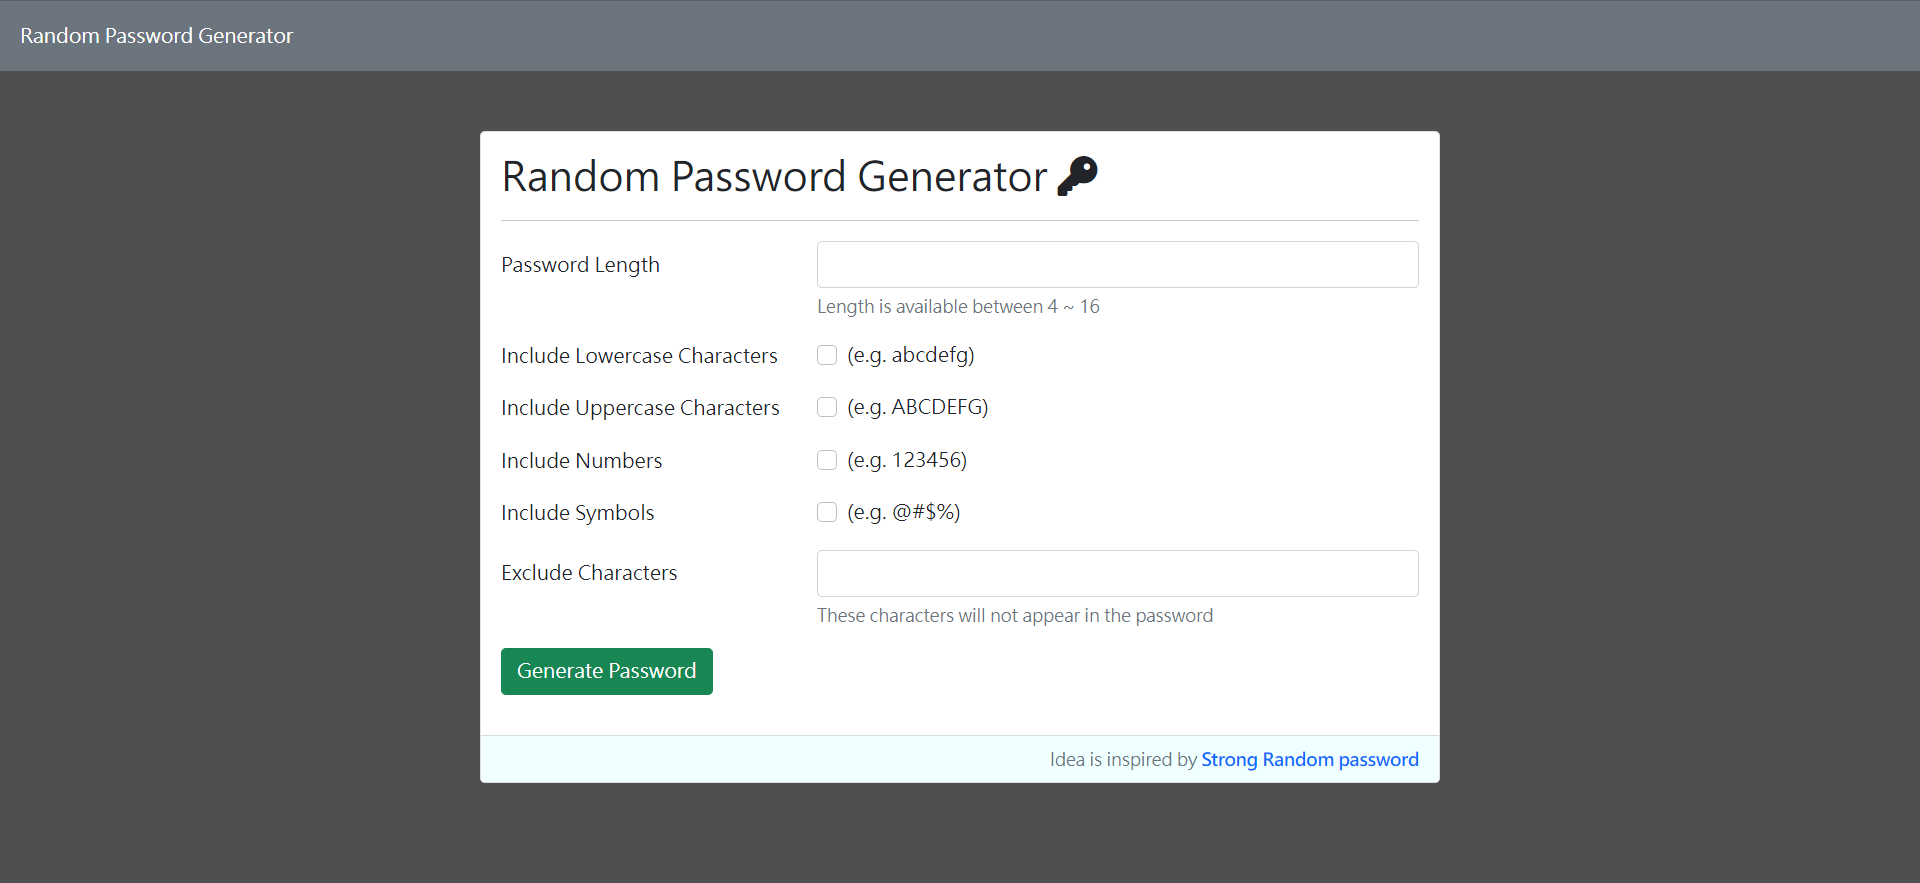 Random Password Generator
Random Password Generator
Password Length
Length is available between 4 ~ 16
Include Lowercase Characters (e.g. abcdefg)
Include Uppercase Characters (e.g. ABCDEFG)
Include Numbers (e.g. 123456)
Include Symbols (e.g. @#$%)
Exclude Characters
These characters will not appear in the password
Generate Password
Idea is inspired by Strong Random password